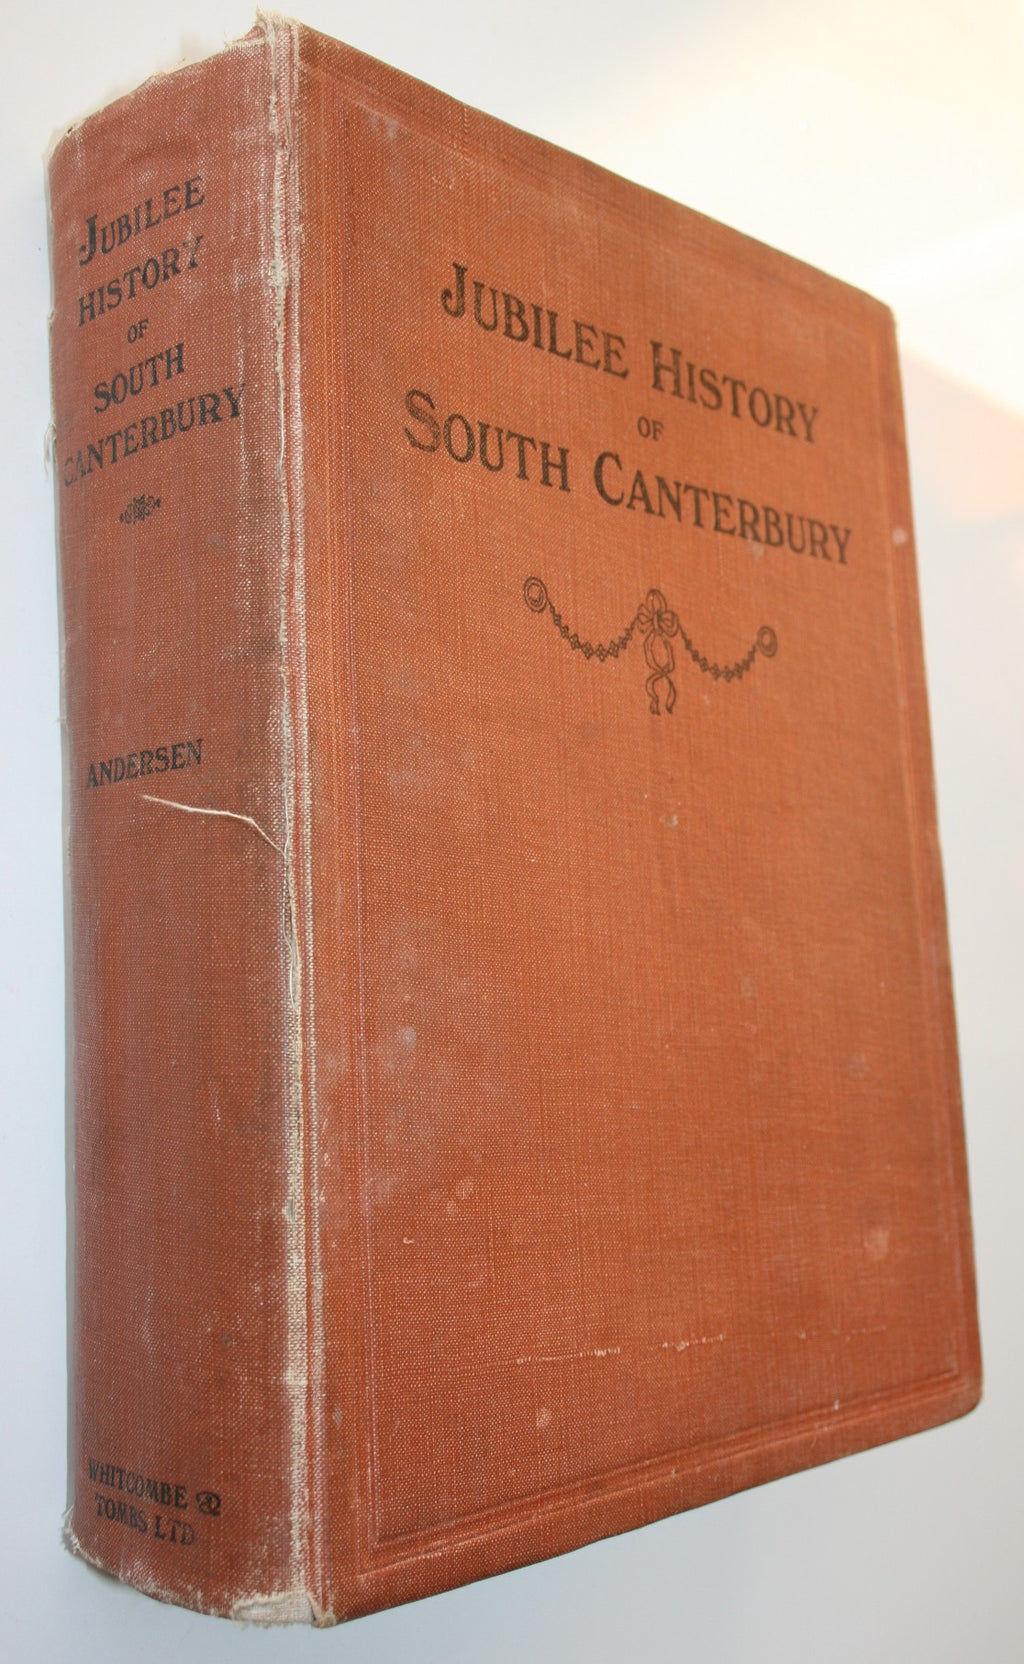 JUBILEE
HISTORY
OF
SOUTH
CANTERBURY
ANDERSEN
WHITCOMBE &
TOMBS LTD
JUBILEE HISTORY
OF
SOUTH CANTERBURY